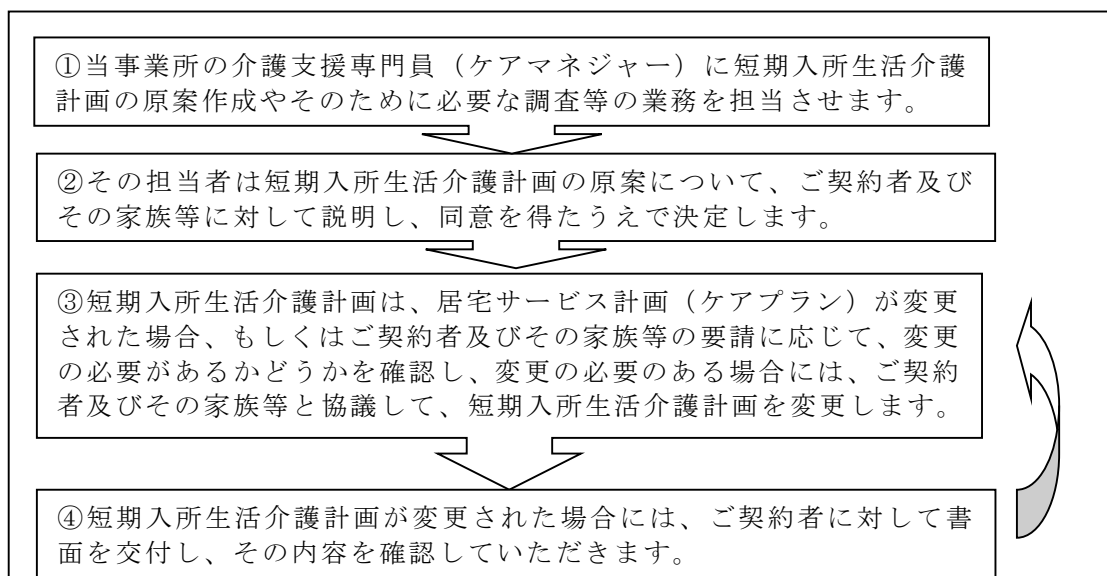 ①当事業所の介護支援専門員（ケアマネジャー）に短期入所生活介護
計画の原案作成やそのために必要な調査等の業務を担当させます。
②その担当者は短期入所生活介護計画の原案について、ご契約者及び
その家族等に対して説明し、同意を得たうえで決定します。
③短期入所生活介護計画は、居宅サービス計画（ケアプラン）が変更
された場合、もしくはご契約者及びその家族等の要請に応じて、変更
の必要があるかどうかを確認し、変更の必要のある場合には、ご契約
者及びその家族等と協議して、短期入所生活介護計画を変更します。
④短期入所生活介護計画が変更された場合には、ご契約者に対して書
面を交付し、その内容を確認していただきます。